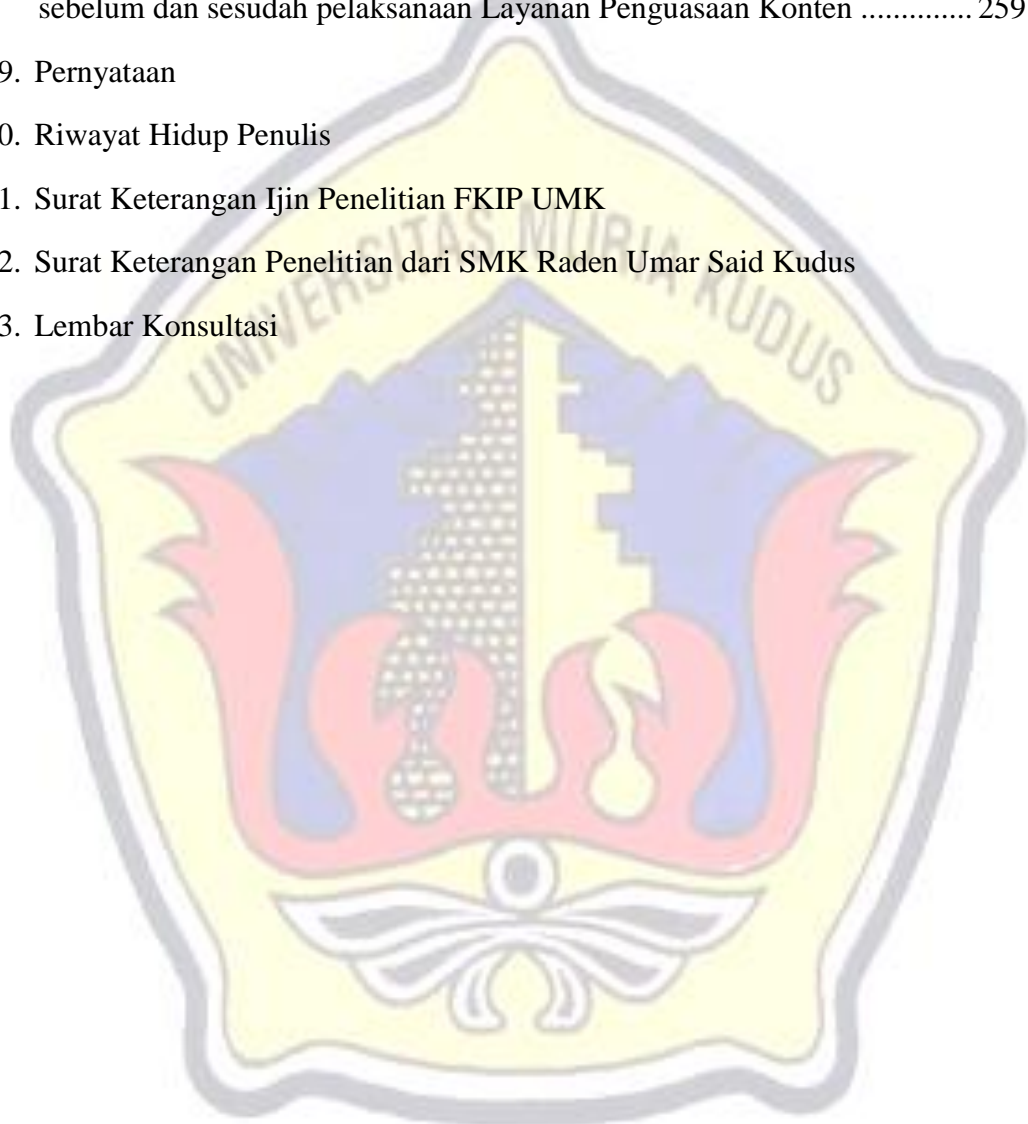 sebelum dan sesudah pelaksanaan Layanan Penguasaan Konten .............. 259
9. Pernyataan
0. Riwayat Hidup Penulis
1. Surat Keterangan Ijin Penelitian FKIP UMK
2. Surat Keterangan Penelitian dari SMK Raden Umar Said Kudus
3. Lembar Konsultasi
UNIVERSITAS MURIA KUDUS